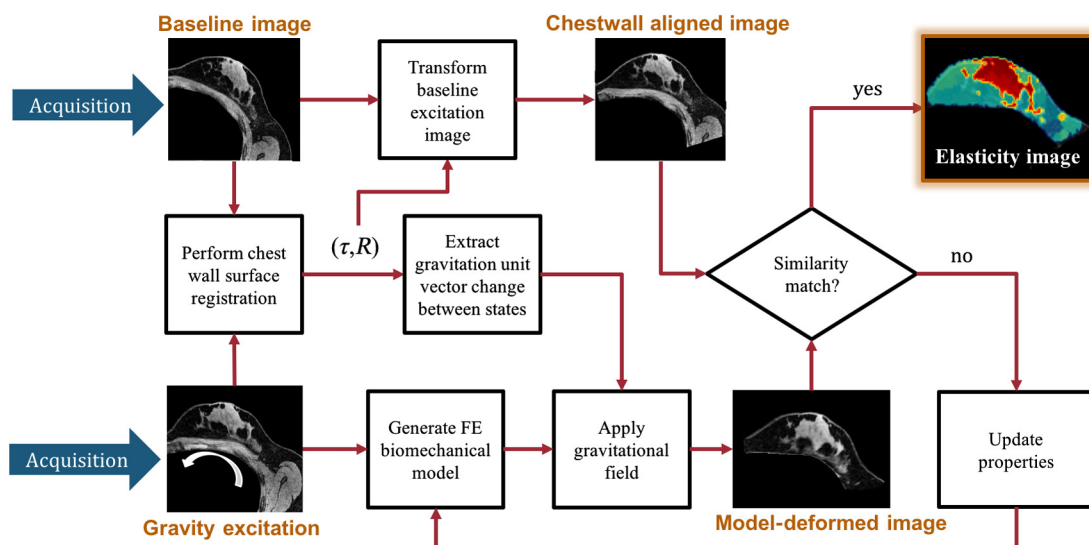 Baseline image
Chestwall aligned image
Acquisition
Transform
baseline
excitation
image
yes
Elasticity image
Perform chest
wall surface
registration
(τ,R)
Extract
gravitation unit
vector change
between states
Similarity
match?
no
Acquisition
Generate FE
biomechanical
model
Apply
gravitational
field
Update
properties
Gravity excitation
Model-deformed image